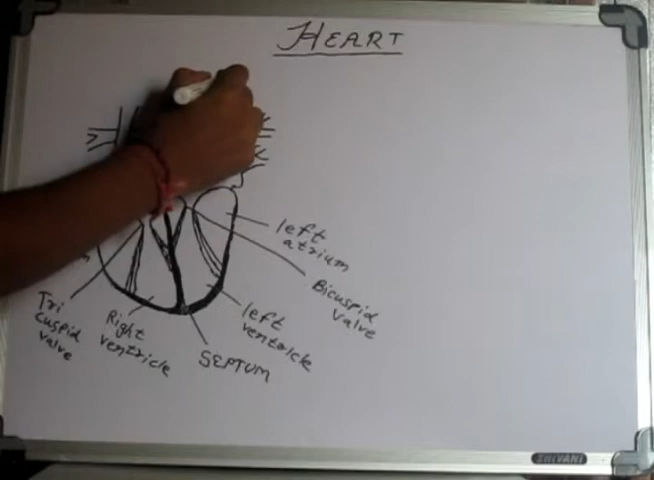 HEART
left
atrium
Bicuspid
valve
left
ventricle
SEPTUM
Right
ventricle
Tri
cuspid
valve
SHIVANI